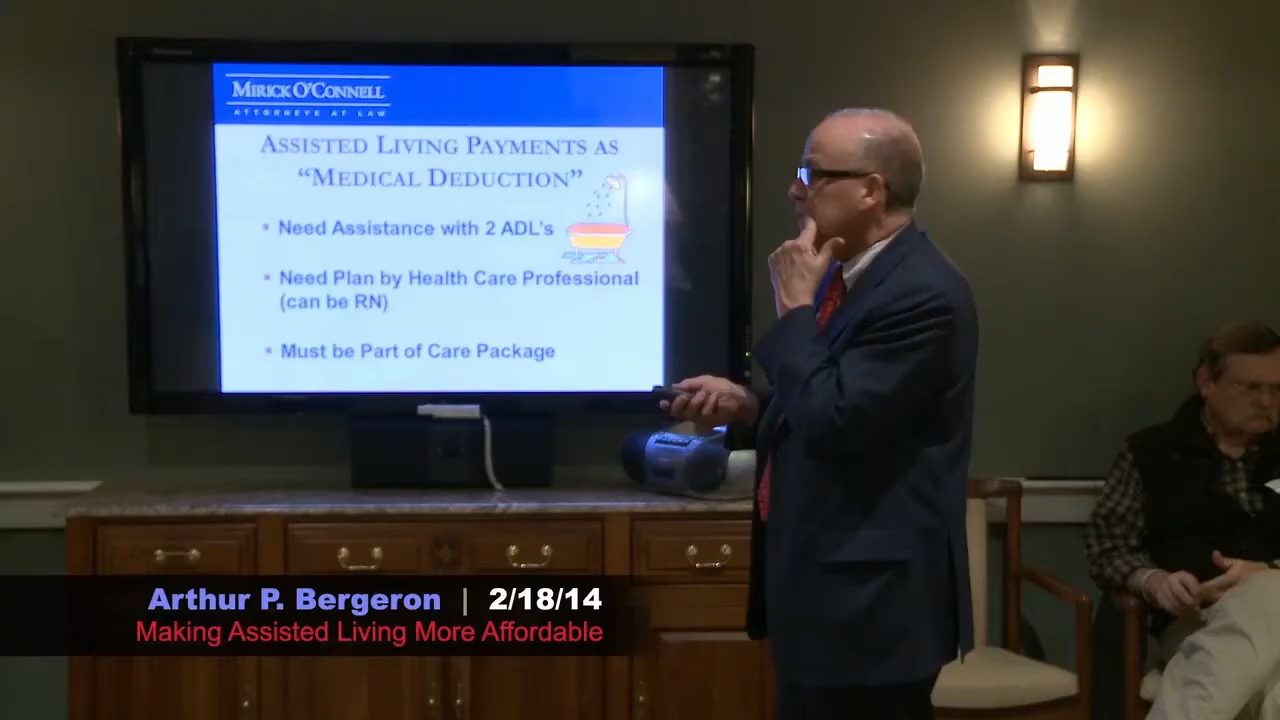 MIRICK O'CONNELL
ATTORNEYS AT LAW
ASSISTED LIVING PAYMENTS AS
"MEDICAL DEDUCTION"
▪ Need Assistance with 2 ADL's
▪ Need Plan by Health Care Professional
(can be RN)
▪ Must be Part of Care Package
Arthur P. Bergeron | 2/18/14
Making Assisted Living More Affordable